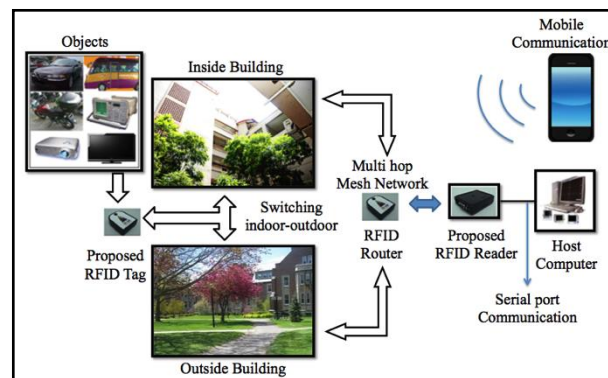 Objects
Inside Building
Mobile
Communication
Multi hop
Mesh Network
Switching
indoor-outdoor
Proposed
RFID Tag
RFID
Router
Proposed
RFID Reader
Host
Computer
Serial port
Communication
Outside Building